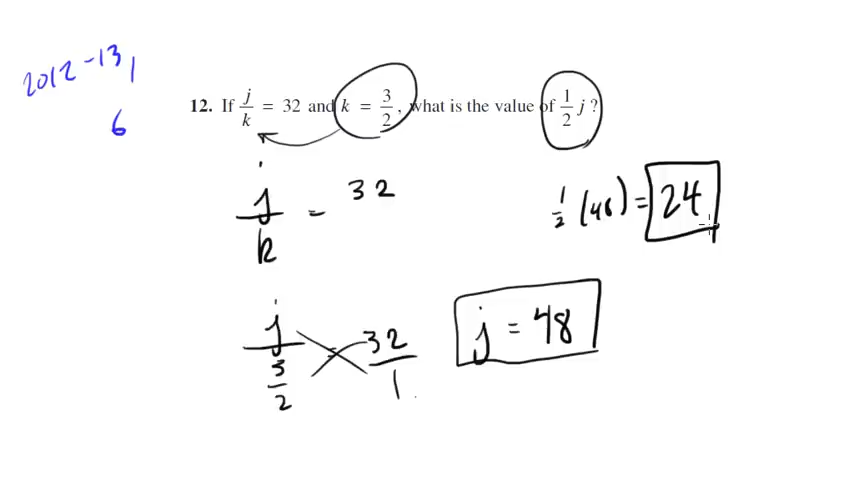 2012-13, 1
6
12. If j/k = 32 and k = 3/2, what is the value of 1/2 j ?
j/k = 32
1/2 (48) = 24
j/(3/2) = 32/1
j = 48